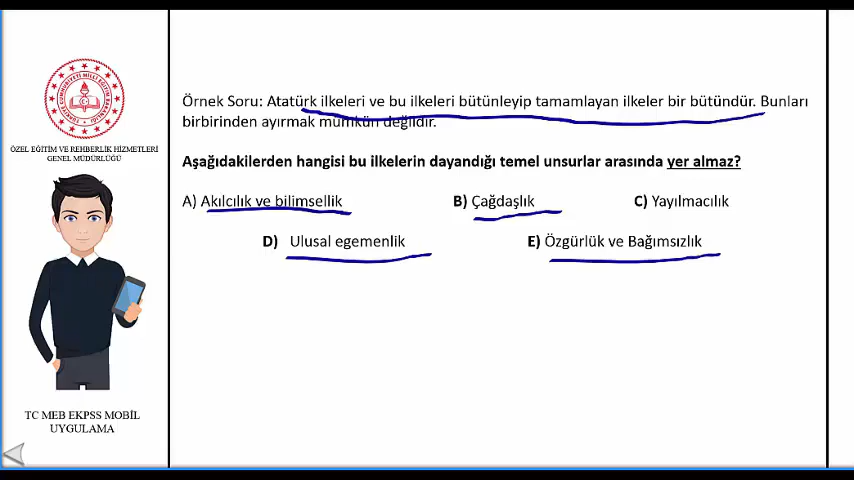 ÖZEL EĞİTİM VE REHBERLİK HİZMETLERİ
GENEL MÜDÜRLÜĞÜ
TC MEB EKPSS MOBİL
UYGULAMA
Örnek Soru: Atatürk ilkeleri ve bu ilkeleri bütünleyip tamamlayan ilkeler bir bütündür. Bunları
birbirinden ayırmak mümkün değildir.
Aşağıdakilerden hangisi bu ilkelerin dayandığı temel unsurlar arasında yer almaz?
A) Akılcılık ve bilimsellik B) Çağdaşlık C) Yayılmacılık
D) Ulusal egemenlik E) Özgürlük ve Bağımsızlık